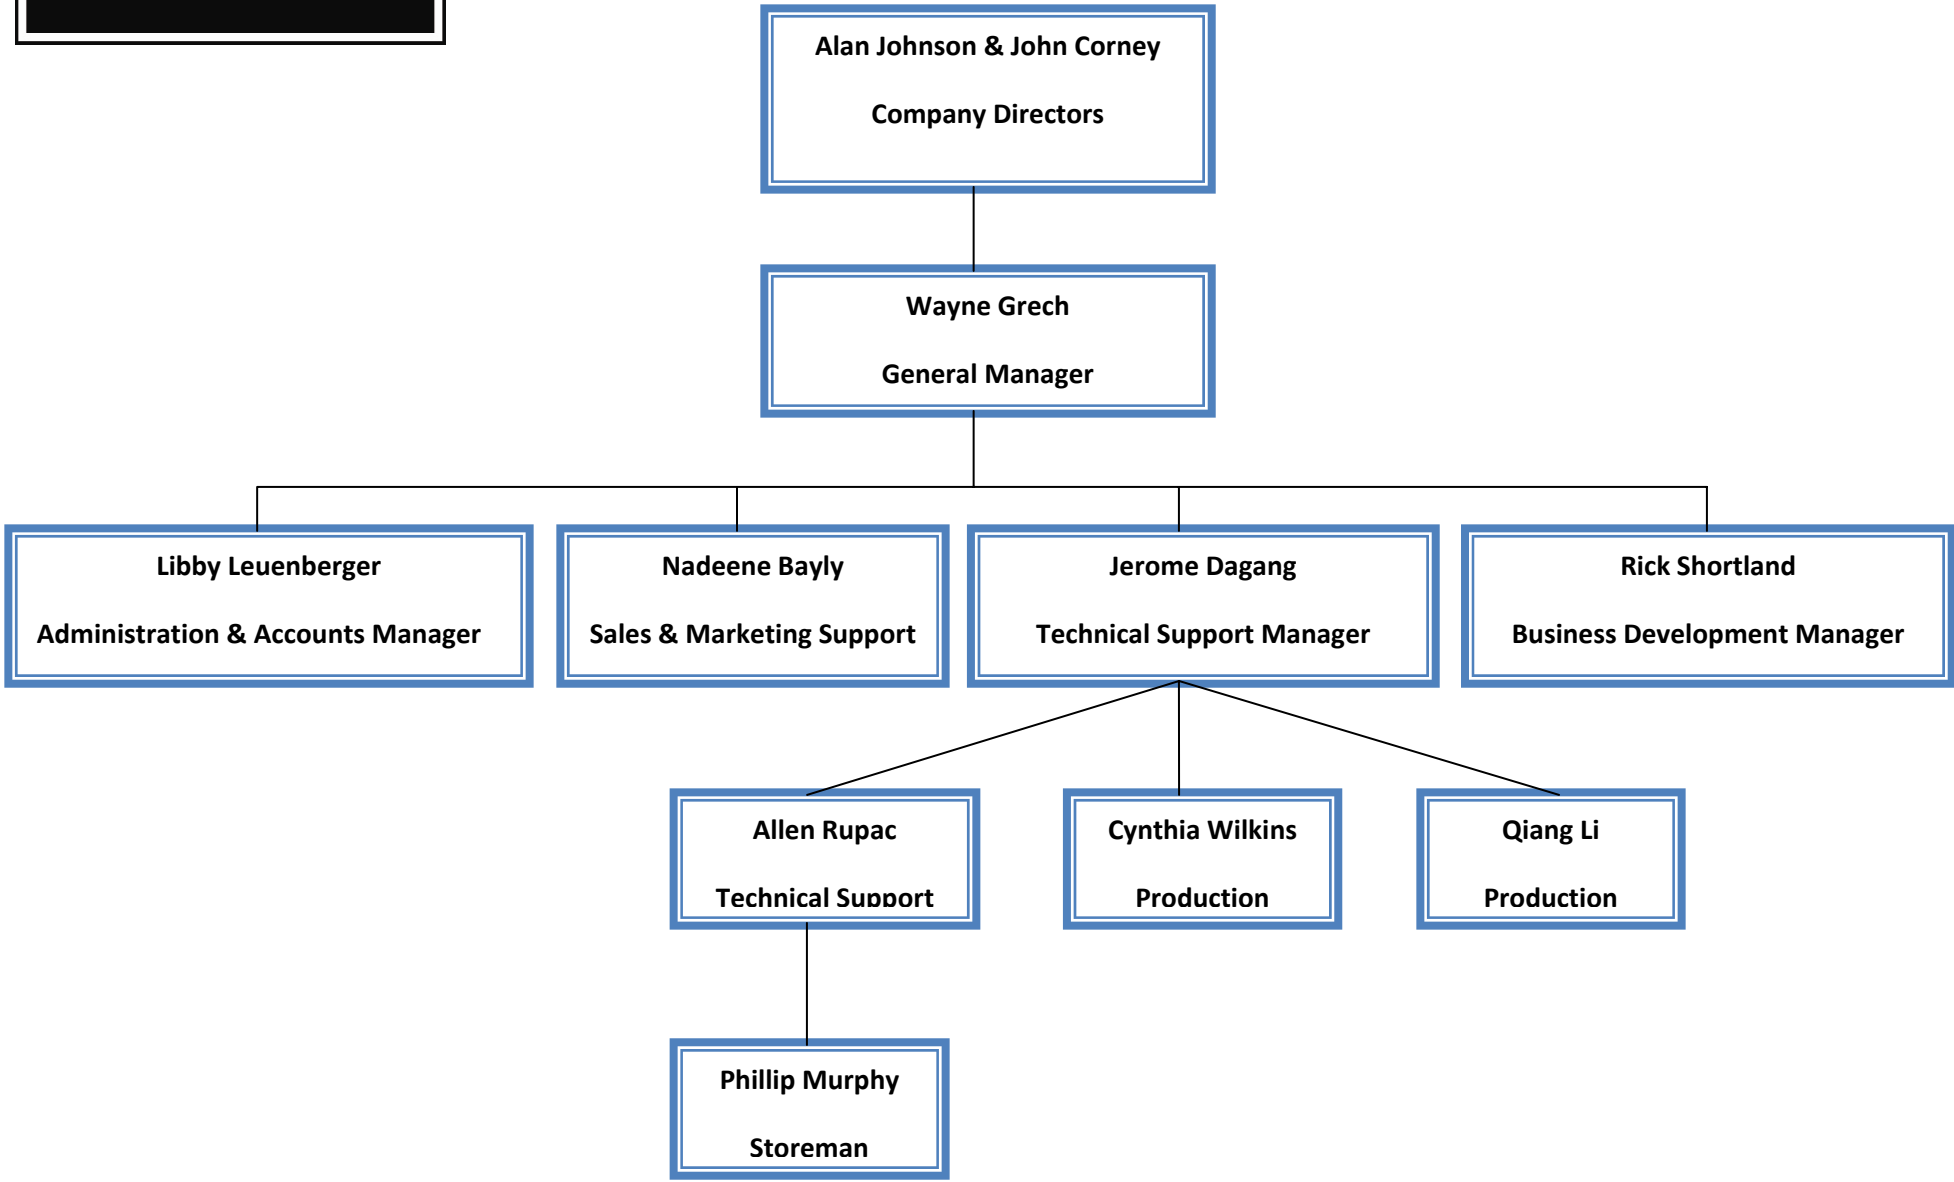 Alan Johnson & John Corney
Company Directors
Wayne Grech
General Manager
Libby Leuenberger
Administration & Accounts Manager
Nadeene Bayly
Sales & Marketing Support
Jerome Dagang
Technical Support Manager
Rick Shortland
Business Development Manager
Allen Rupac
Technical Support
Cynthia Wilkins
Production
Qiang Li
Production
Phillip Murphy
Storeman